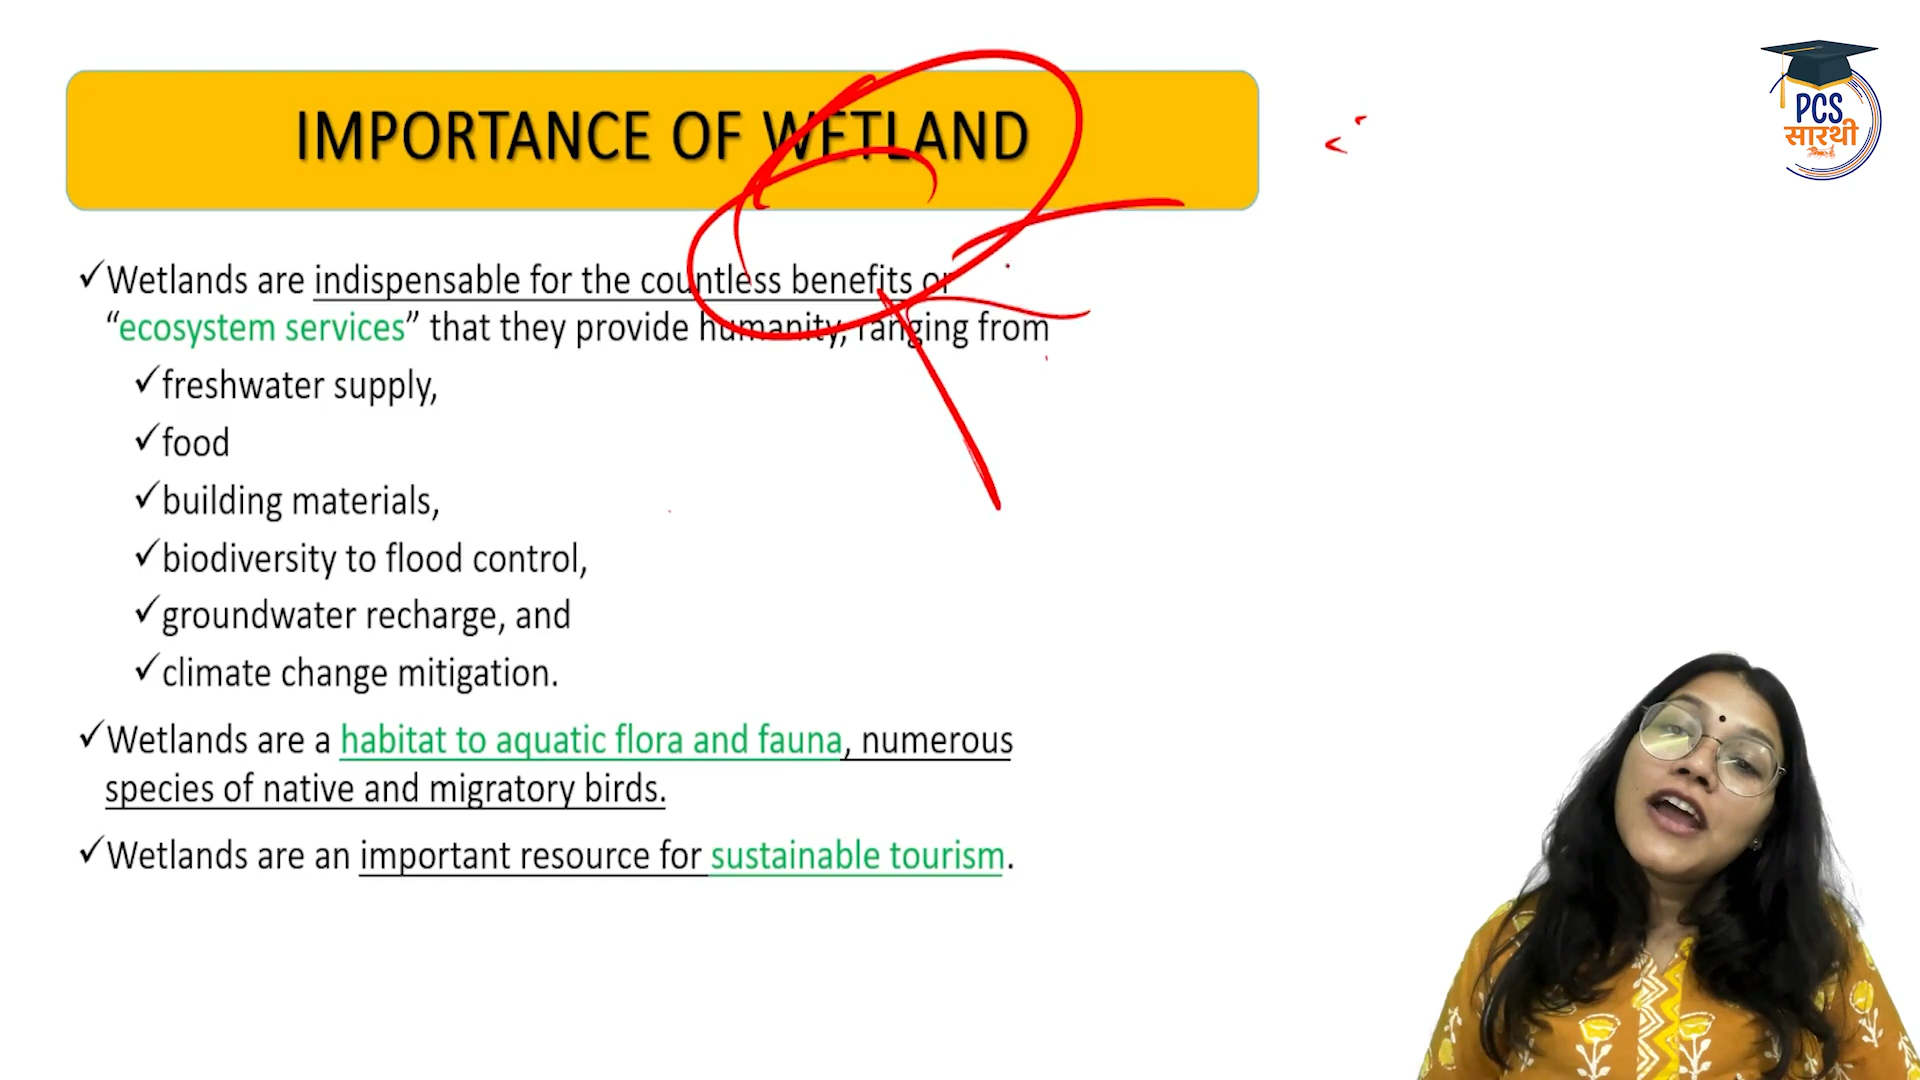 IMPORTANCE OF WETLAND
PCS
सारथी
✓Wetlands are indispensable for the countless benefits or
“ecosystem services” that they provide humanity, ranging from
✓freshwater supply,
✓food
✓building materials,
✓biodiversity to flood control,
✓groundwater recharge, and
✓climate change mitigation.
✓Wetlands are a habitat to aquatic flora and fauna, numerous
species of native and migratory birds.
✓Wetlands are an important resource for sustainable tourism.